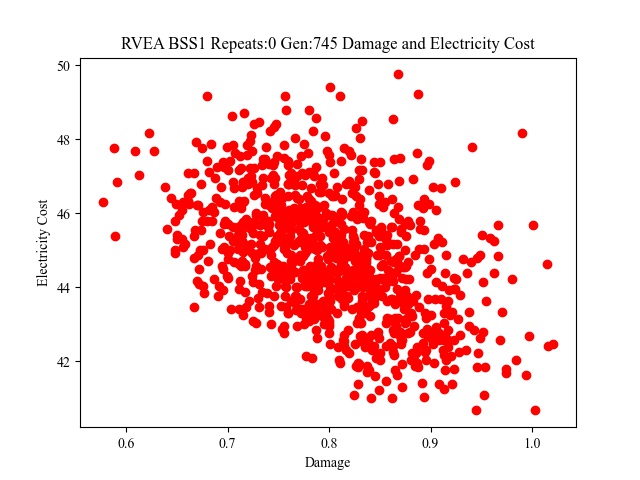 RVEA BSS1 Repeats:0 Gen:745 Damage and Electricity Cost
50
48
46
44
42
Electricity Cost
0.6 0.7 0.8 0.9 1.0
Damage